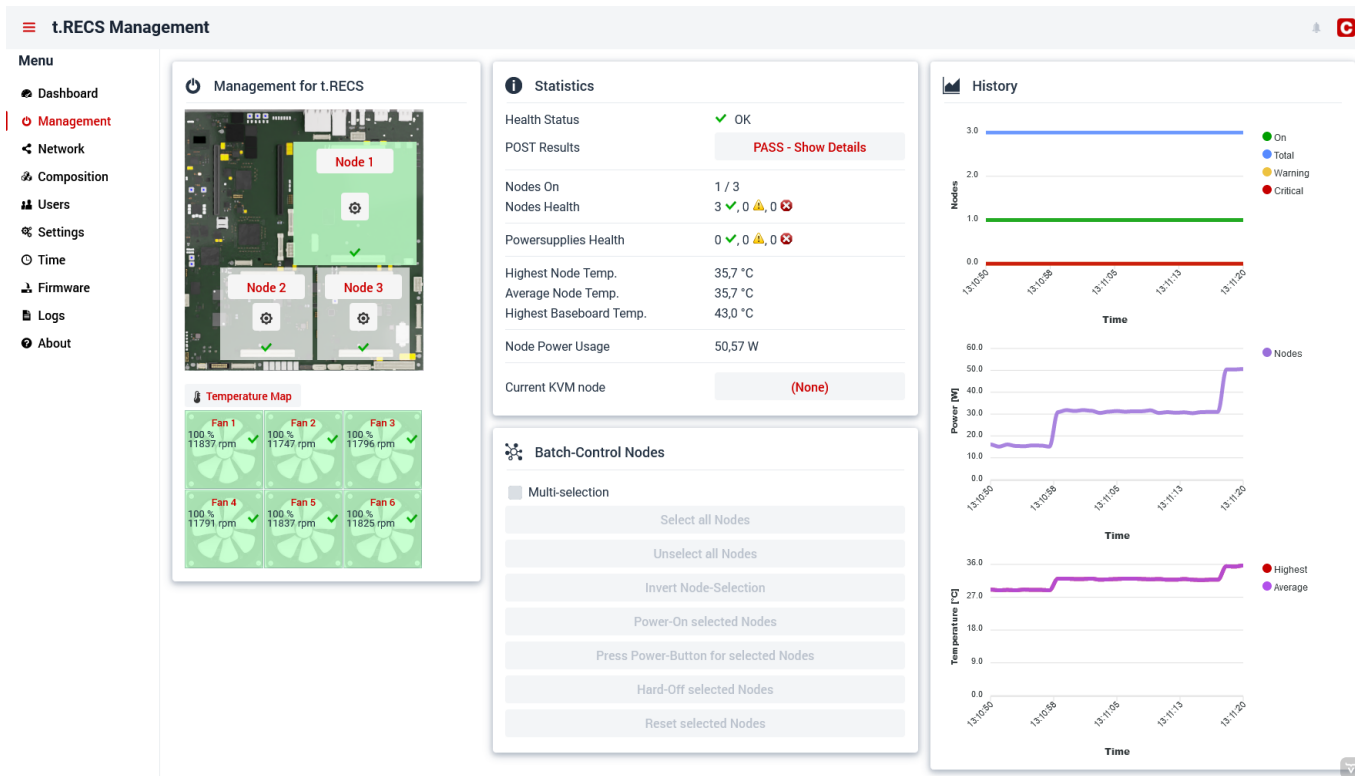 t.RECS Management
Menu
Dashboard
Management
Network
Composition
Users
Settings
Time
Firmware
Logs
About
Management for t.RECS
Node 1
Node 2
Node 3
Temperature Map
Fan 1
100 %
11837 rpm
Fan 2
100 %
11747 rpm
Fan 3
100 %
11796 rpm
Fan 4
100 %
11791 rpm
Fan 5
100 %
11837 rpm
Fan 6
100 %
11825 rpm
Statistics
Health Status OK
POST Results PASS - Show Details
Nodes On 1 / 3
Nodes Health 3 , 0 , 0
Powersupplies Health 0 , 0 , 0
Highest Node Temp. 35,7 °C
Average Node Temp. 35,7 °C
Highest Baseboard Temp. 43,0 °C
Node Power Usage 50,57 W
Current KVM node (None)
Batch-Control Nodes
Multi-selection
Select all Nodes
Unselect all Nodes
Invert Node-Selection
Power-On selected Nodes
Press Power-Button for selected Nodes
Hard-Off selected Nodes
Reset selected Nodes
History
Nodes
3.0
2.0
1.0
0.0
13:10:50 13:10:58 13:11:05 13:11:13 13:11:20
Time
On
Total
Warning
Critical
Power [W]
60.0
50.0
40.0
30.0
20.0
10.0
0.0
13:10:50 13:10:58 13:11:05 13:11:13 13:11:20
Time
Nodes
Temperature [°C]
36.0
27.0
18.0
9.0
0.0
13:10:50 13:10:58 13:11:05 13:11:13 13:11:20
Time
Highest
Average
C